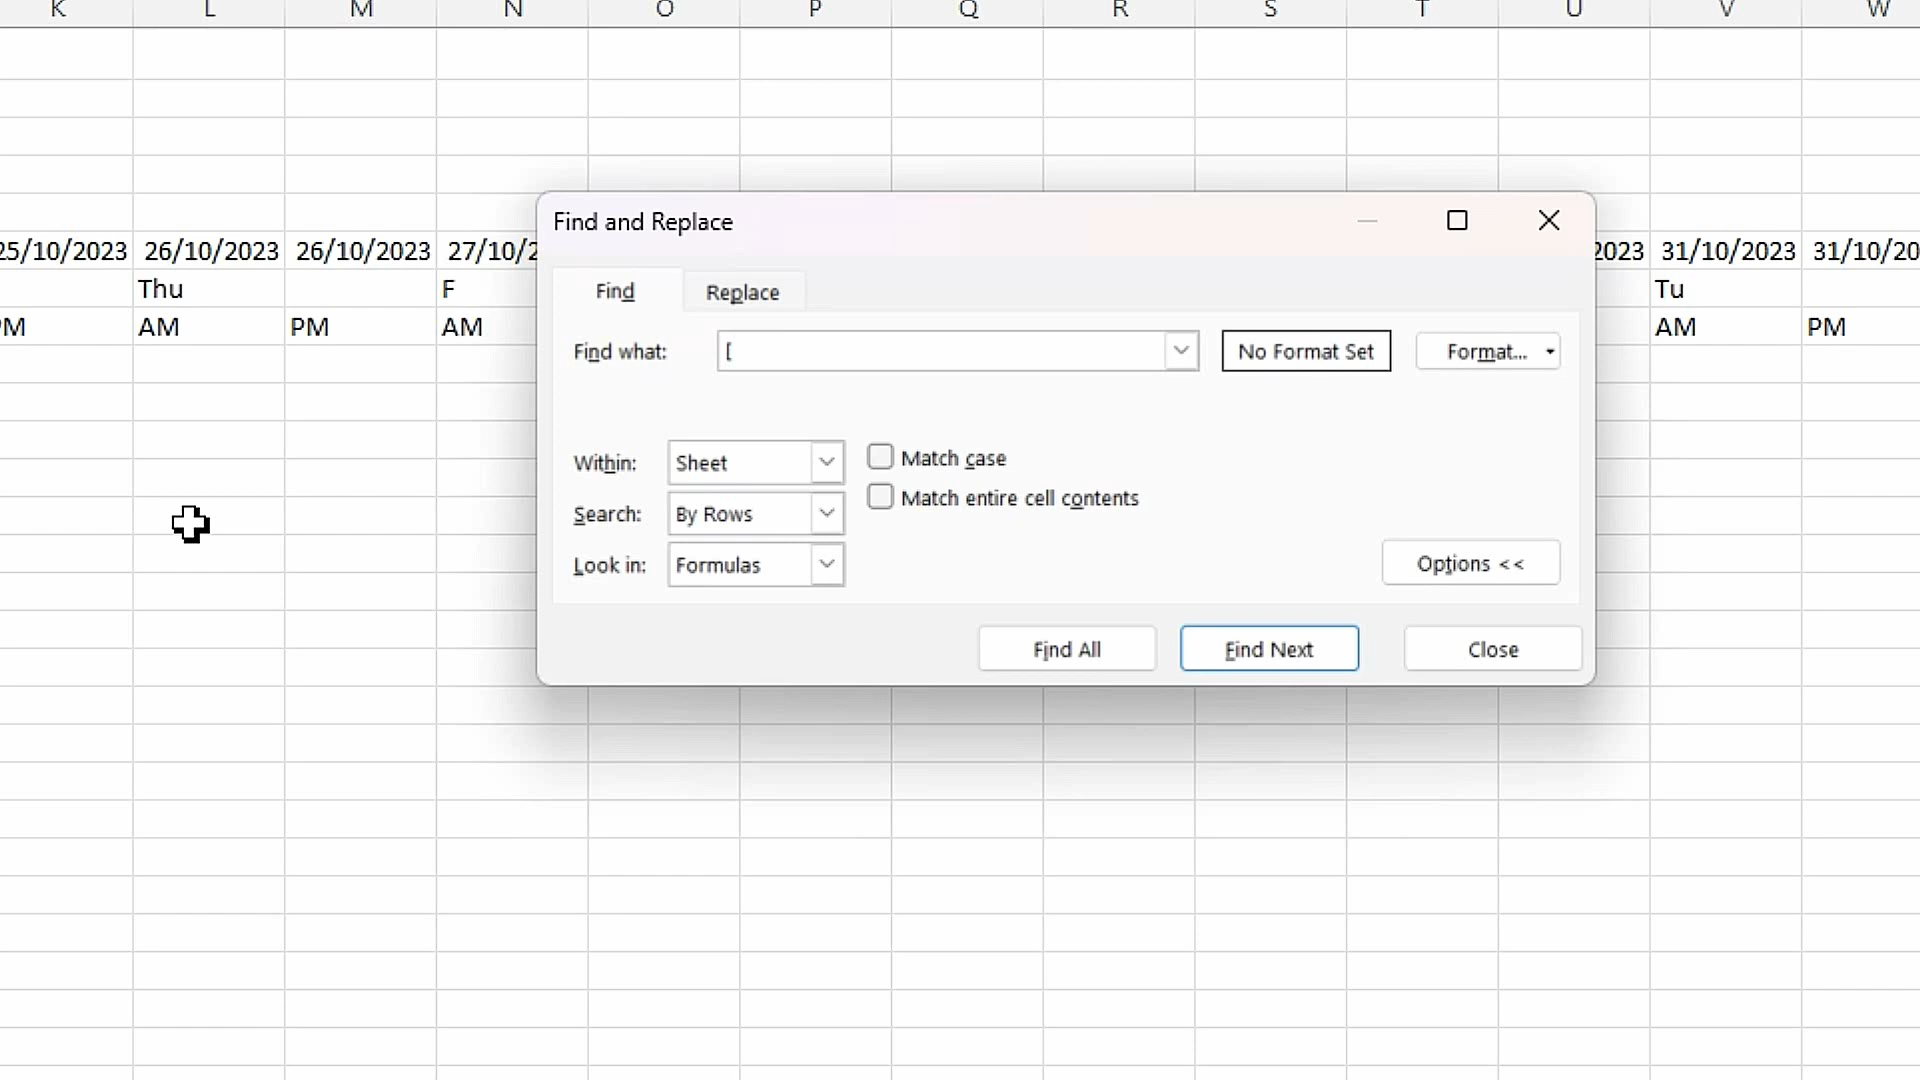 K L M N O P Q R S T U V W
Find and Replace
25/10/2023 26/10/2023 26/10/2023 27/10/2 2023 31/10/2023 31/10/20
Thu F Tu
Find Replace
PM AM PM AM AM PM
Find what: [ No Format Set Format...
Within: Sheet Match case
Search: By Rows Match entire cell contents
Look in: Formulas Options <<
Find All Find Next Close